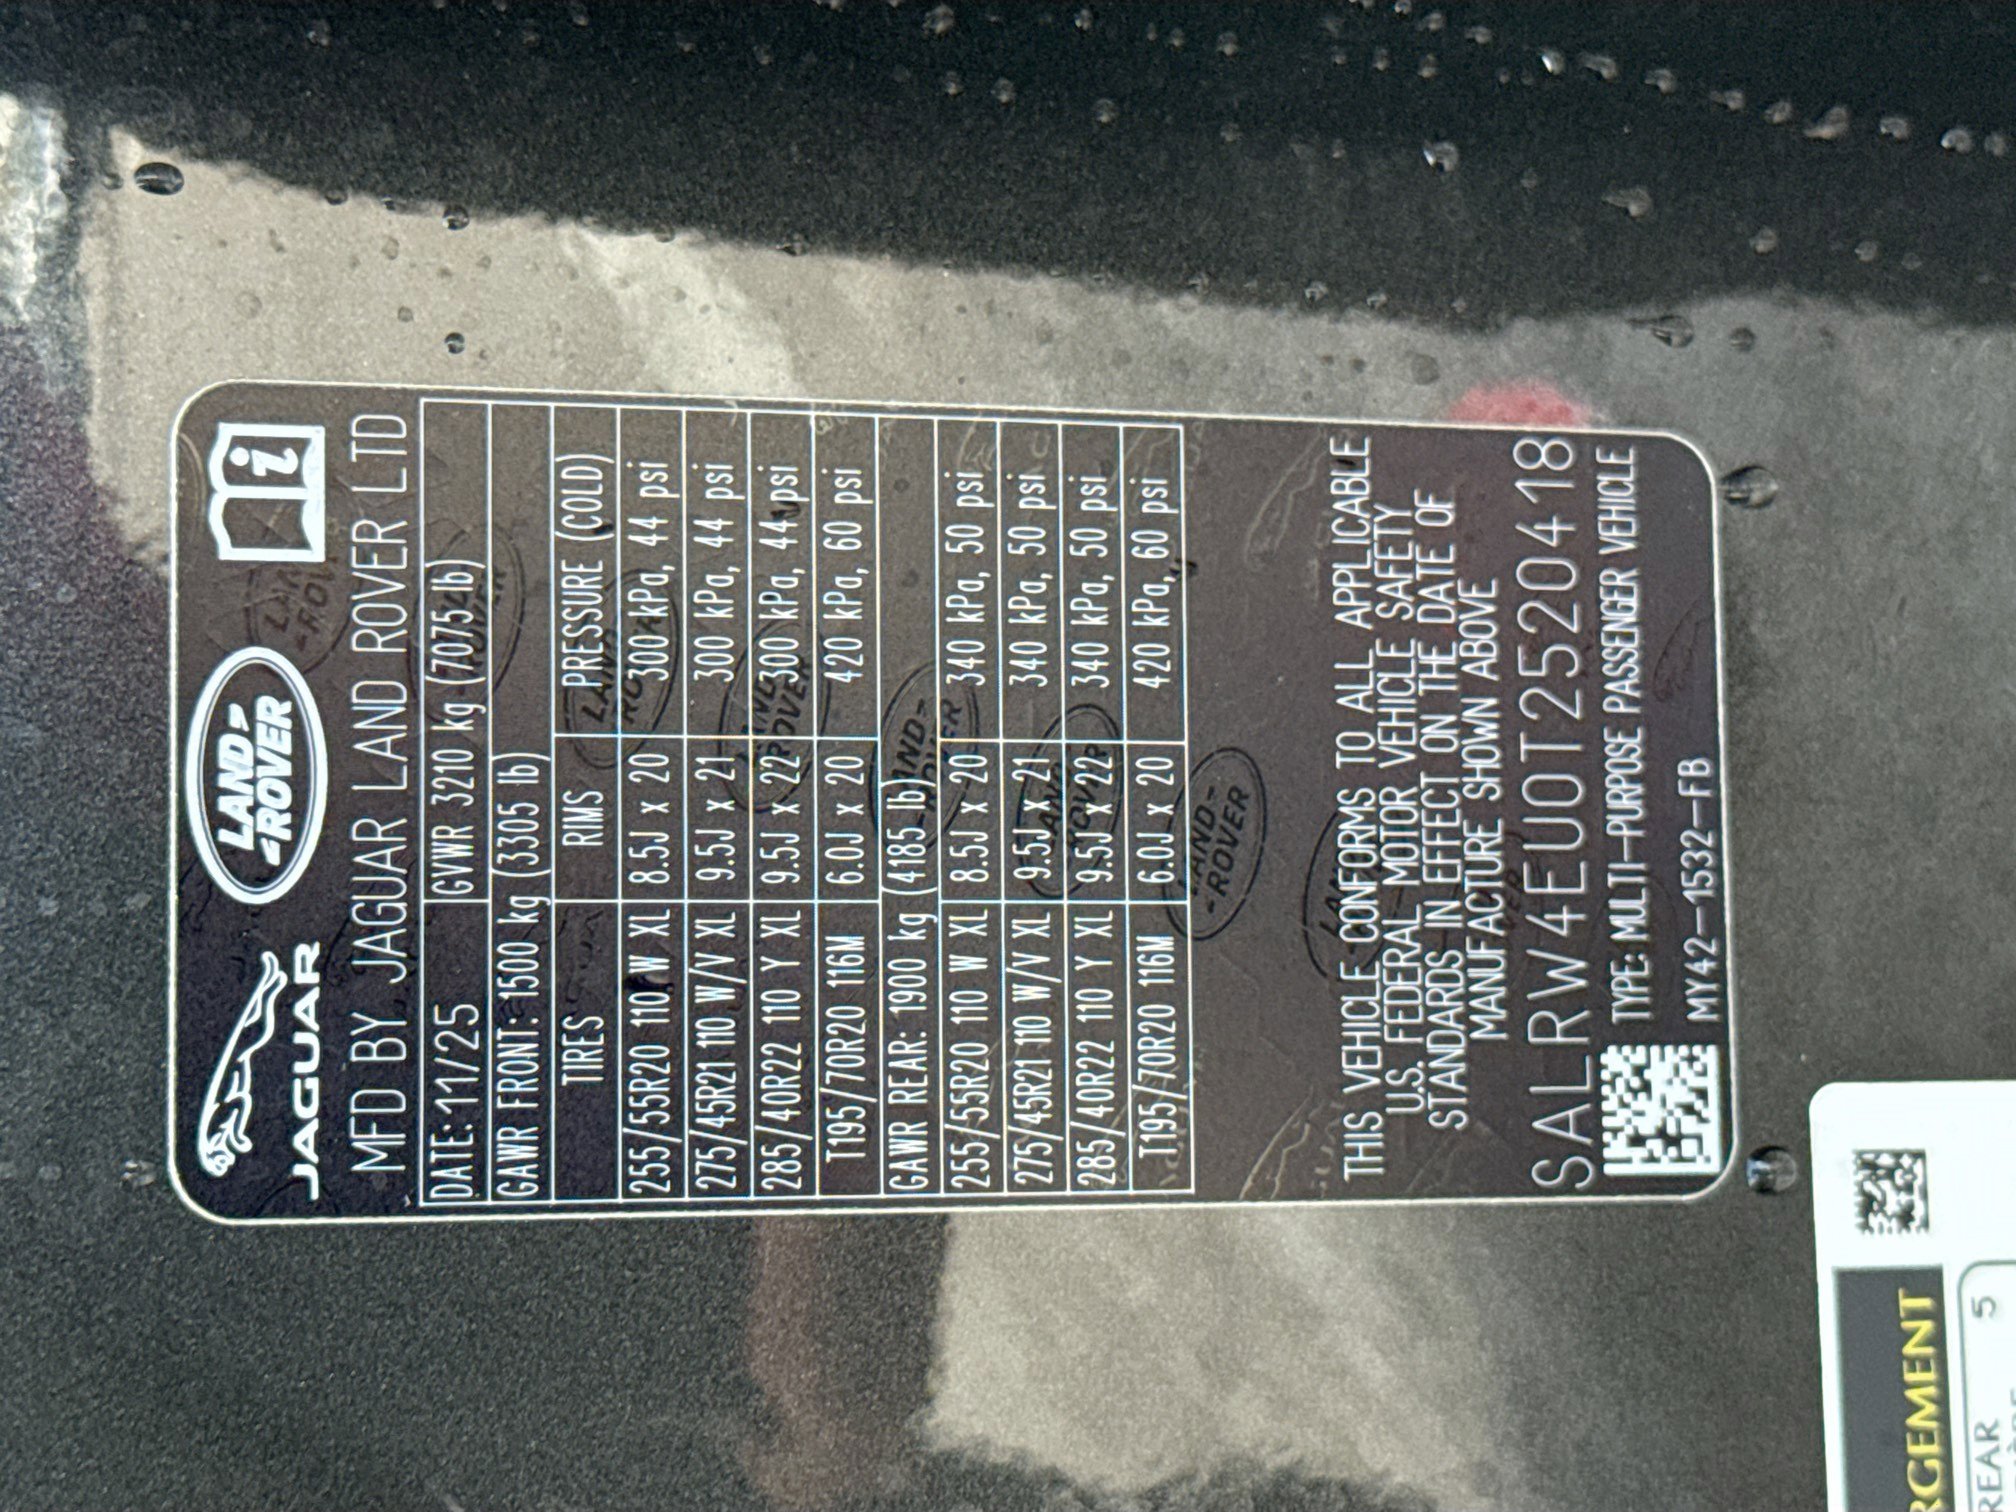 JAGUAR
LAND ROVER
i
MFD BY. JAGUAR LAND ROVER LTD
DATE: 11/25 GVWR 3210 kg (7075 lb)
GAWR FRONT: 1500 kg (3305 lb)
TIRES RIMS PRESSURE (COLD)
255/55R20 110 W XL 8.5J x 20 300 kPa, 44 psi
275/45R21 110 W/V XL 9.5J x 21 300 kPa, 44 psi
285/40R22 110 Y XL 9.5J x 22 300 kPa, 44 psi
T195/70R20 116M 6.0J x 20 420 kPa, 60 psi
GAWR REAR: 1900 kg (4185 lb)
255/55R20 110 W XL 8.5J x 20 340 kPa, 50 psi
275/45R21 110 W/V XL 9.5J x 21 340 kPa, 50 psi
285/40R22 110 Y XL 9.5J x 22 340 kPa, 50 psi
T195/70R20 116M 6.0J x 20 420 kPa, 60 psi
THIS VEHICLE CONFORMS TO ALL APPLICABLE
U.S. FEDERAL MOTOR VEHICLE SAFETY
STANDARDS IN EFFECT ON THE DATE OF
MANUFACTURE SHOWN ABOVE
SALRW4EU0T2520418
TYPE: MULTI-PURPOSE PASSENGER VEHICLE
MY42-1532-FB
GEMENT
REAR 5